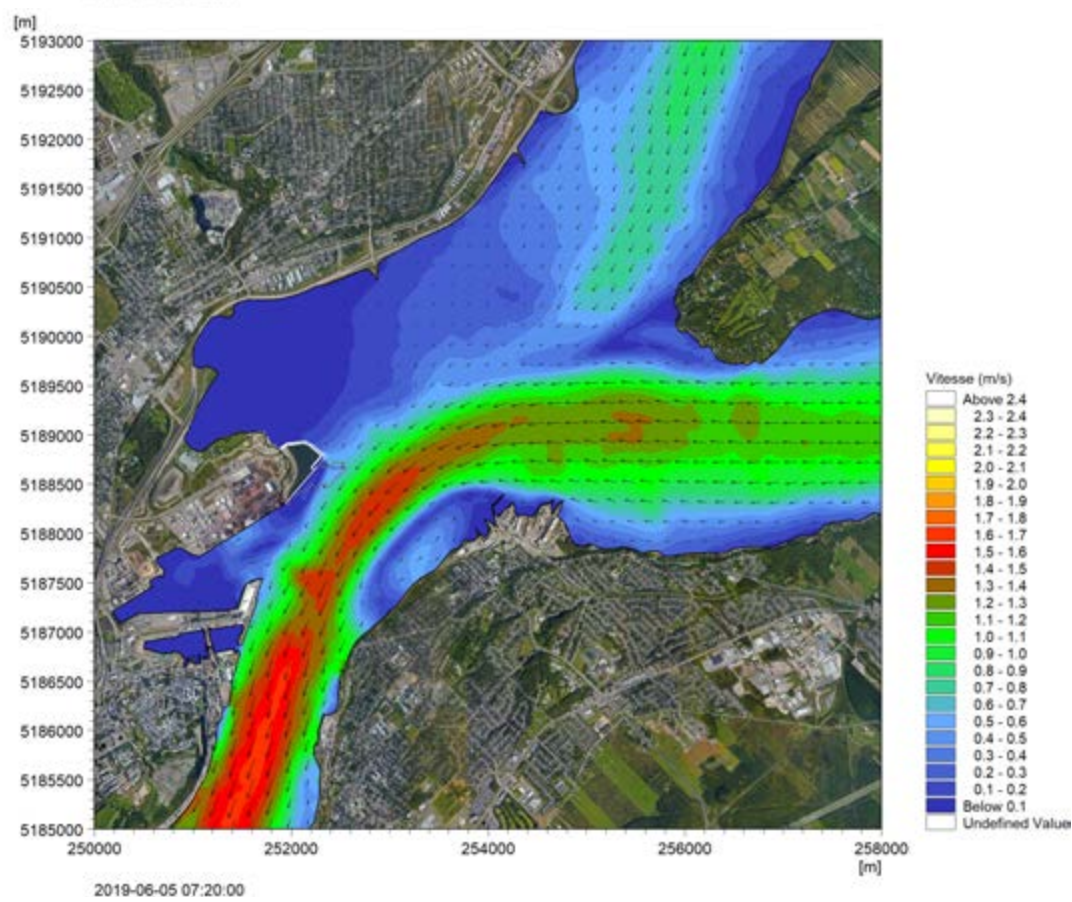 [m]
5193000
5192500
5192000
5191500
5191000
5190500
5190000
5189500
5189000
5188500
5188000
5187500
5187000
5186500
5186000
5185500
5185000
250000 252000 254000 256000 258000
[m]
2019-06-05 07:20:00
Vitesse (m/s)
Above 2.4
2.3 - 2.4
2.2 - 2.3
2.1 - 2.2
2.0 - 2.1
1.9 - 2.0
1.8 - 1.9
1.7 - 1.8
1.6 - 1.7
1.5 - 1.6
1.4 - 1.5
1.3 - 1.4
1.2 - 1.3
1.1 - 1.2
1.0 - 1.1
0.9 - 1.0
0.8 - 0.9
0.7 - 0.8
0.6 - 0.7
0.5 - 0.6
0.4 - 0.5
0.3 - 0.4
0.2 - 0.3
0.1 - 0.2
Below 0.1
Undefined Value